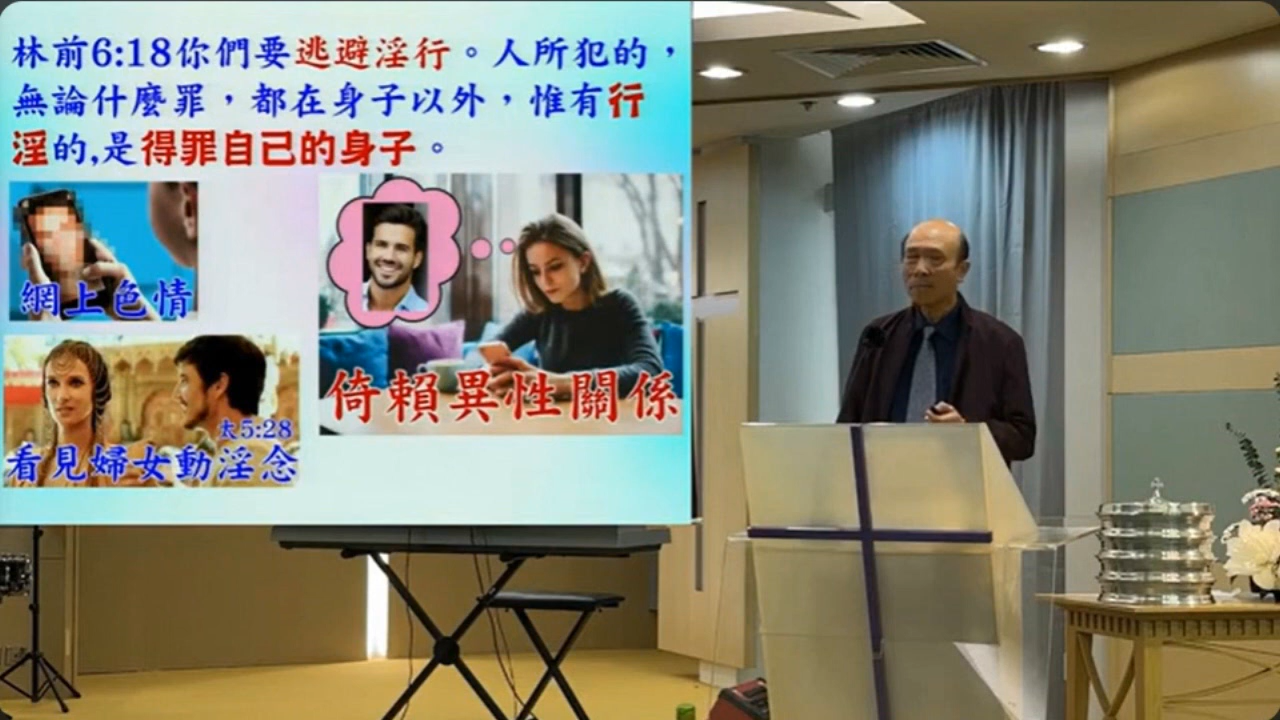 林前6:18你們要逃避淫行。人所犯的，
無論什麼罪，都在身子以外，惟有行
淫的,是得罪自己的身子。
網上色情
倚賴異性關係
太5:28
看見婦女動淫念